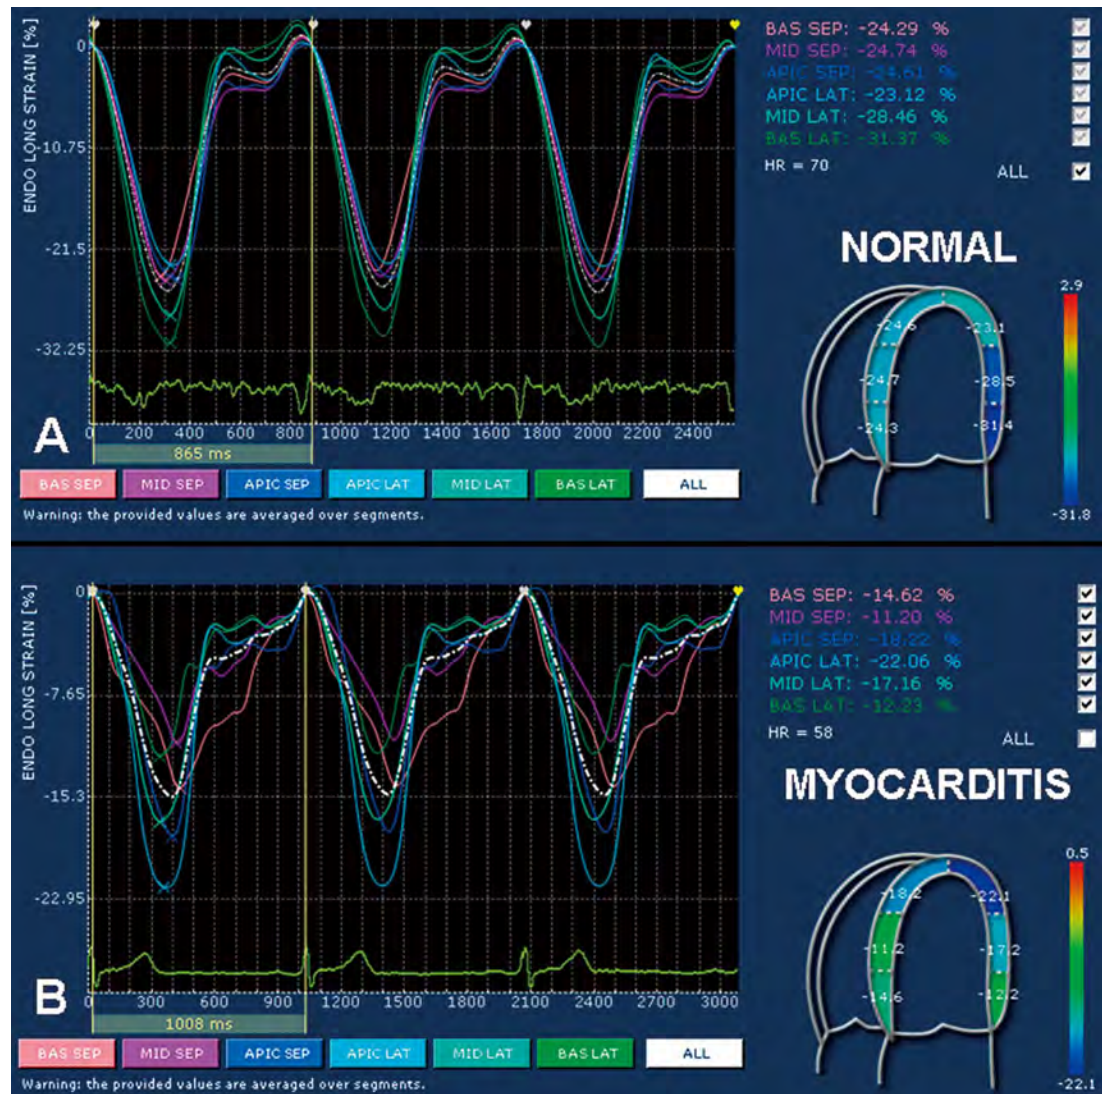 ENDO LONG STRAIN [%]
0
-10.75
-21.5
-32.25
BAS SEP: -24.29 %
MID SEP: -24.74 %
APIC SEP: -24.61 %
APIC LAT: -23.12 %
MID LAT: -28.46 %
BAS LAT: -31.37 %
HR = 70
ALL
NORMAL
2.9
-24.6
-23.1
-24.7
-28.5
-24.3
-31.4
-31.8
A
0 200 400 600 800 1000 1200 1400 1600 1800 2000 2200 2400
865 ms
BAS SEP MID SEP APIC SEP APIC LAT MID LAT BAS LAT ALL
Warning: the provided values are averaged over segments.
ENDO LONG STRAIN [%]
0
-7.65
-15.3
-22.95
BAS SEP: -14.62 %
MID SEP: -11.20 %
APIC SEP: -18.22 %
APIC LAT: -22.06 %
MID LAT: -17.16 %
BAS LAT: -12.23 %
HR = 58
ALL
MYOCARDITIS
0.5
-18.2
-22.1
-11.2
-17.2
-14.6
-12.2
-22.1
B
0 300 600 900 1200 1500 1800 2100 2400 2700 3000
1008 ms
BAS SEP MID SEP APIC SEP APIC LAT MID LAT BAS LAT ALL
Warning: the provided values are averaged over segments.